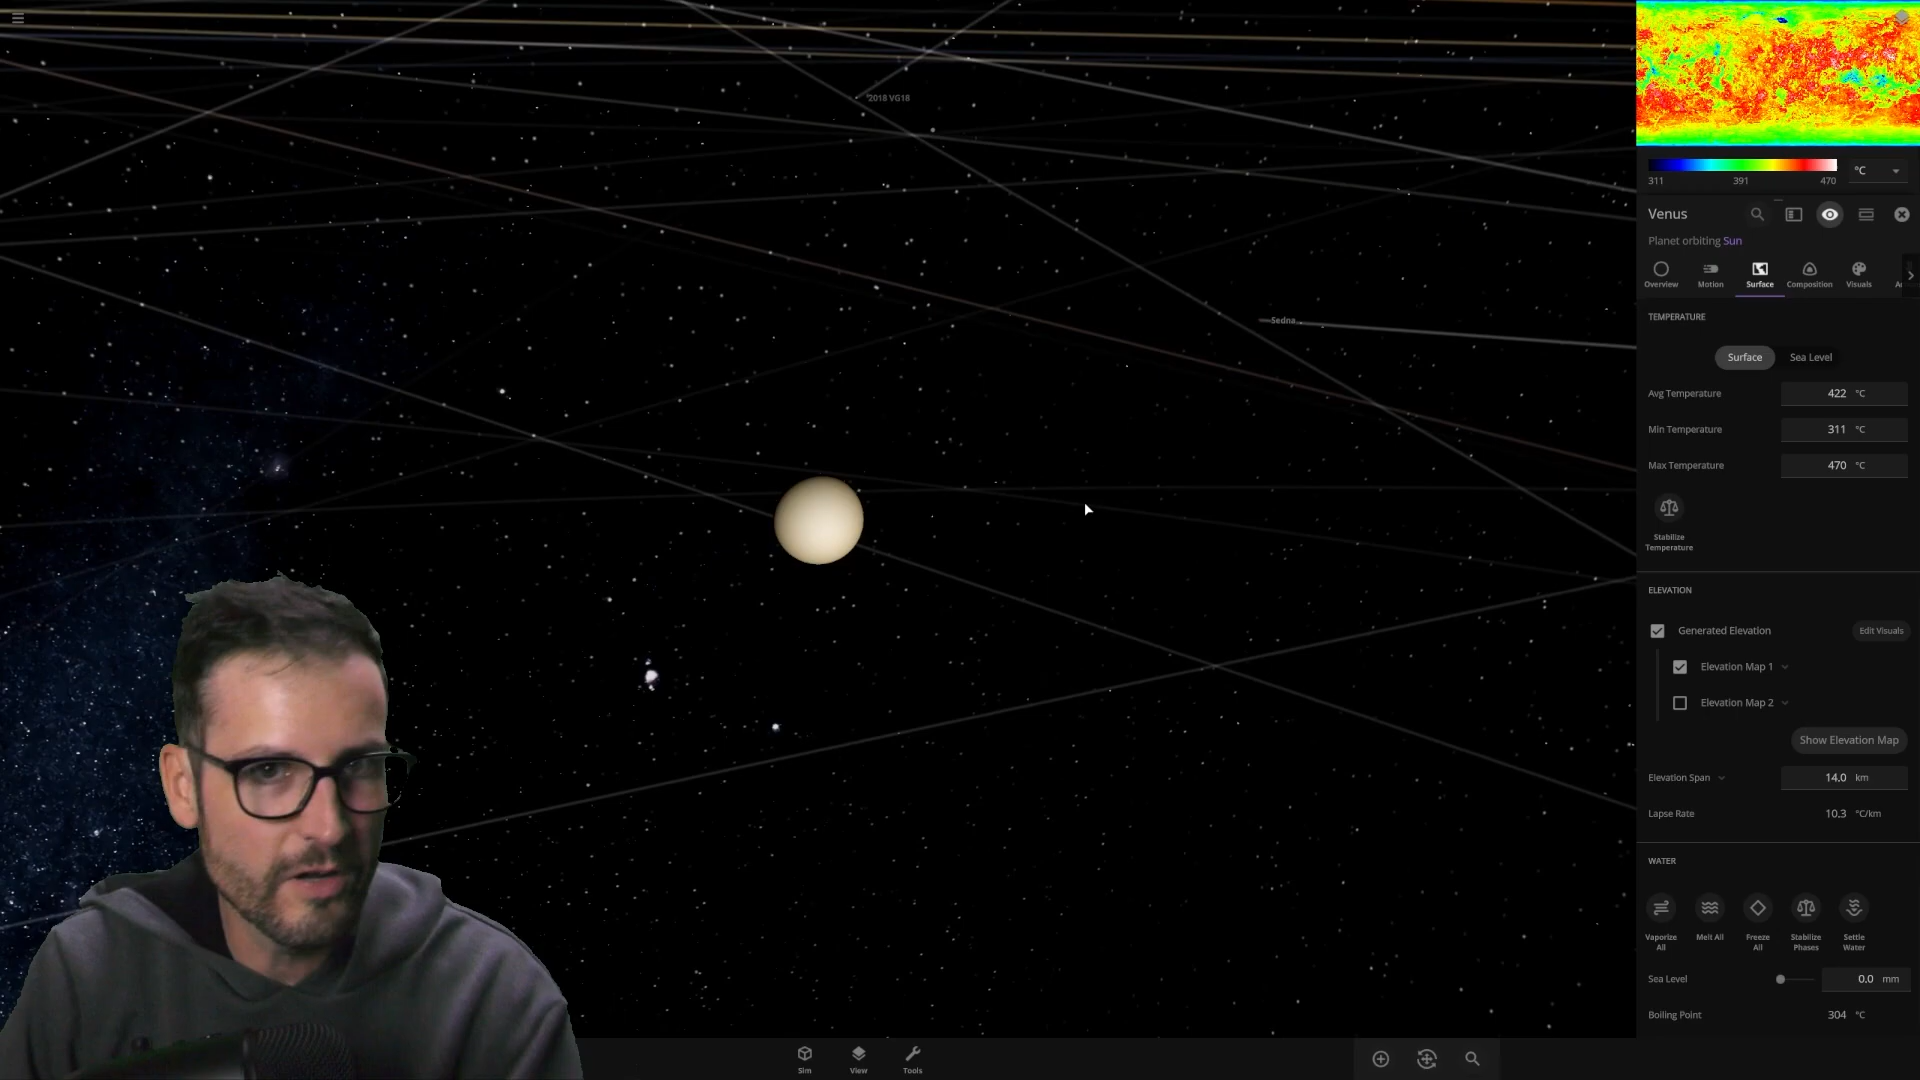 2018 VG18
Sedna
311 391 470
°C
Venus
Planet orbiting Sun
Overview Motion Surface Composition Visuals
TEMPERATURE
Surface Sea Level
Avg Temperature 422 °C
Min Temperature 311 °C
Max Temperature 470 °C
Stabilize
Temperature
ELEVATION
Generated Elevation Edit Visuals
Elevation Map 1
Elevation Map 2
Show Elevation Map
Elevation Span 14.0 km
Lapse Rate 10.3 °C/km
WATER
Vaporize All Melt All Freeze All Stabilize Phases Settle Water
Sea Level 0.0 mm
Boiling Point 304 °C
Sim View Tools